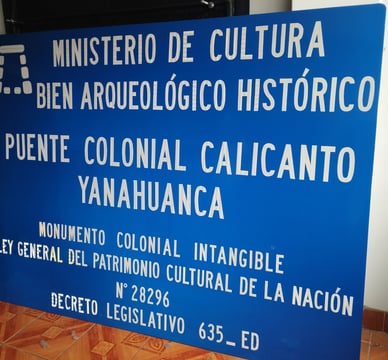 MINISTERIO DE CULTURA
BIEN ARQUEOLÓGICO HISTÓRICO
PUENTE COLONIAL CALICANTO
YANAHUANCA
MONUMENTO COLONIAL INTANGIBLE
LEY GENERAL DEL PATRIMONIO CULTURAL DE LA NACIÓN
N° 28296
DECRETO LEGISLATIVO 635_ED